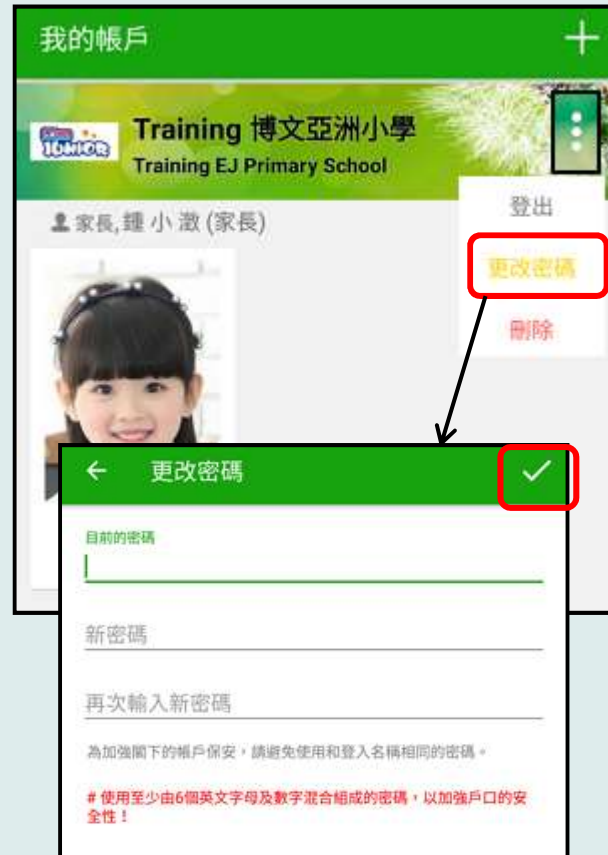 我的帳戶
JUNIOR
Training 博文亞洲小學
Training EJ Primary School
登出
家長, 鍾 小 澂 (家長)
更改密碼
刪除
更改密碼
目前的密碼
新密碼
再次輸入新密碼
為加強閣下的帳戶保安，請避免使用和登入名稱相同的密碼。
# 使用至少由6個英文字母及數字混合組成的密碼，以加強戶口的安
全性！